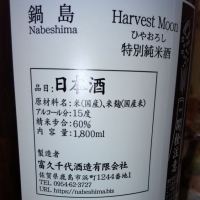 鍋島
Nabeshima
Harvest Moon
ひやおろし
特別純米酒
品目:日本酒
原材料名:米(国産)、米麹(国産米)
アルコール分:15度
精米歩合:60%
内容量:1,800ml
富久千代酒造有限会社
佐賀県鹿島市浜町1244番地1
TEL 0954-62-3727
URL https://nabeshima.biz